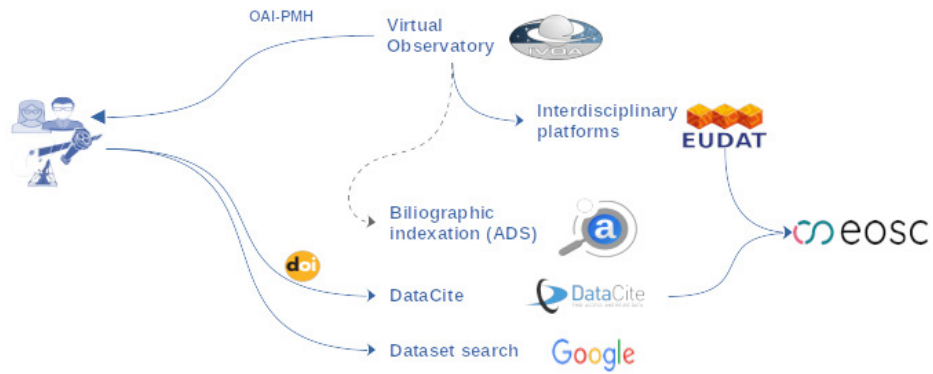 OAI-PMH
Virtual
Observatory
IVOA
Interdisciplinary
platforms
EUDAT
Biliographic
indexation (ADS)
a
eosc
doi
DataCite
DataCite
Dataset search
Google